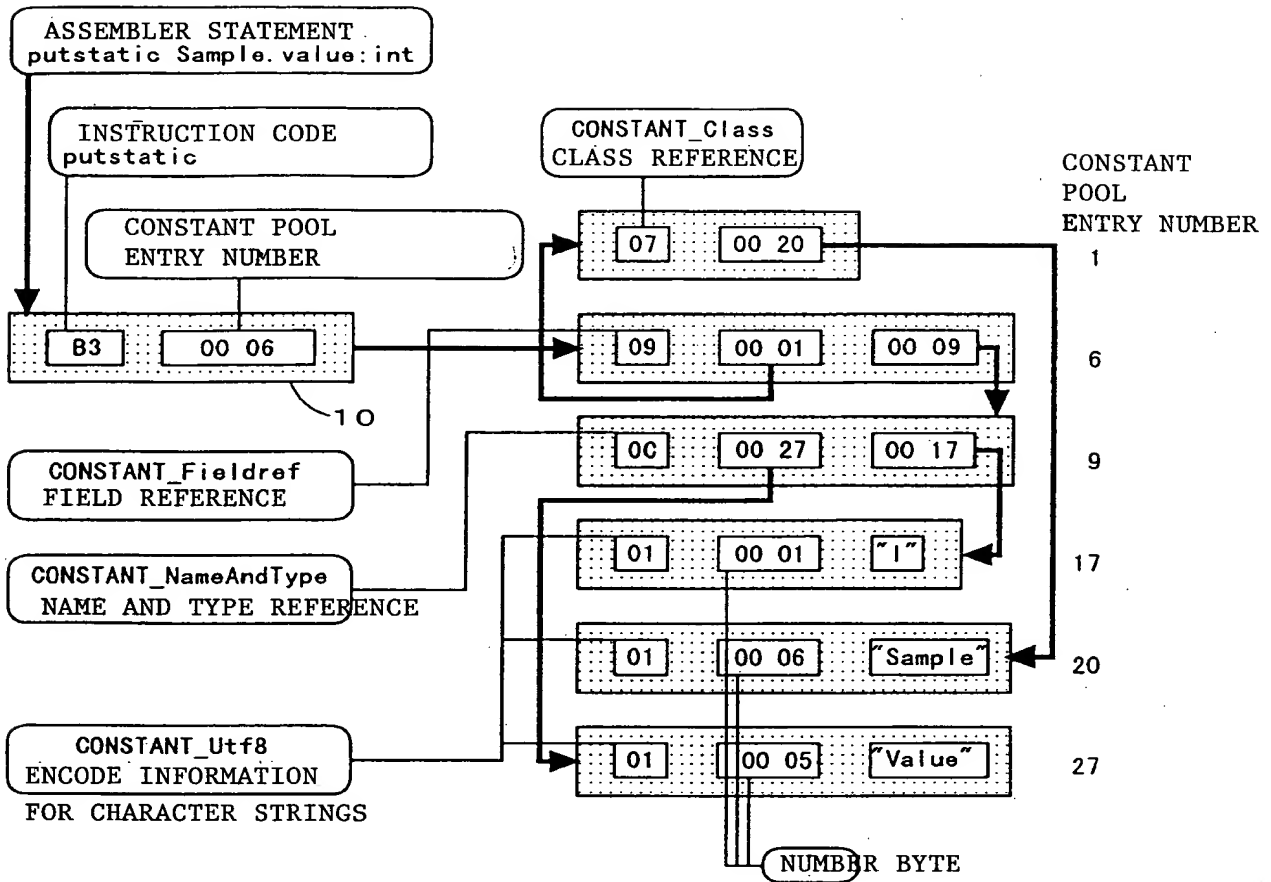 ASSEMBLER STATEMENT
putstatic Sample.value:int
INSTRUCTION CODE
putstatic
CONSTANT POOL
ENTRY NUMBER
CONSTANT_Class
CLASS REFERENCE
CONSTANT
POOL
ENTRY NUMBER
07 00 20 1
B3 00 06
09 00 01 00 09 6
10
0C 00 27 00 17 9
CONSTANT_Fieldref
FIELD REFERENCE
01 00 01 "I" 17
CONSTANT_NameAndType
NAME AND TYPE REFERENCE
01 00 06 "Sample" 20
CONSTANT_Utf8
ENCODE INFORMATION
FOR CHARACTER STRINGS
01 00 05 "Value" 27
NUMBER BYTE